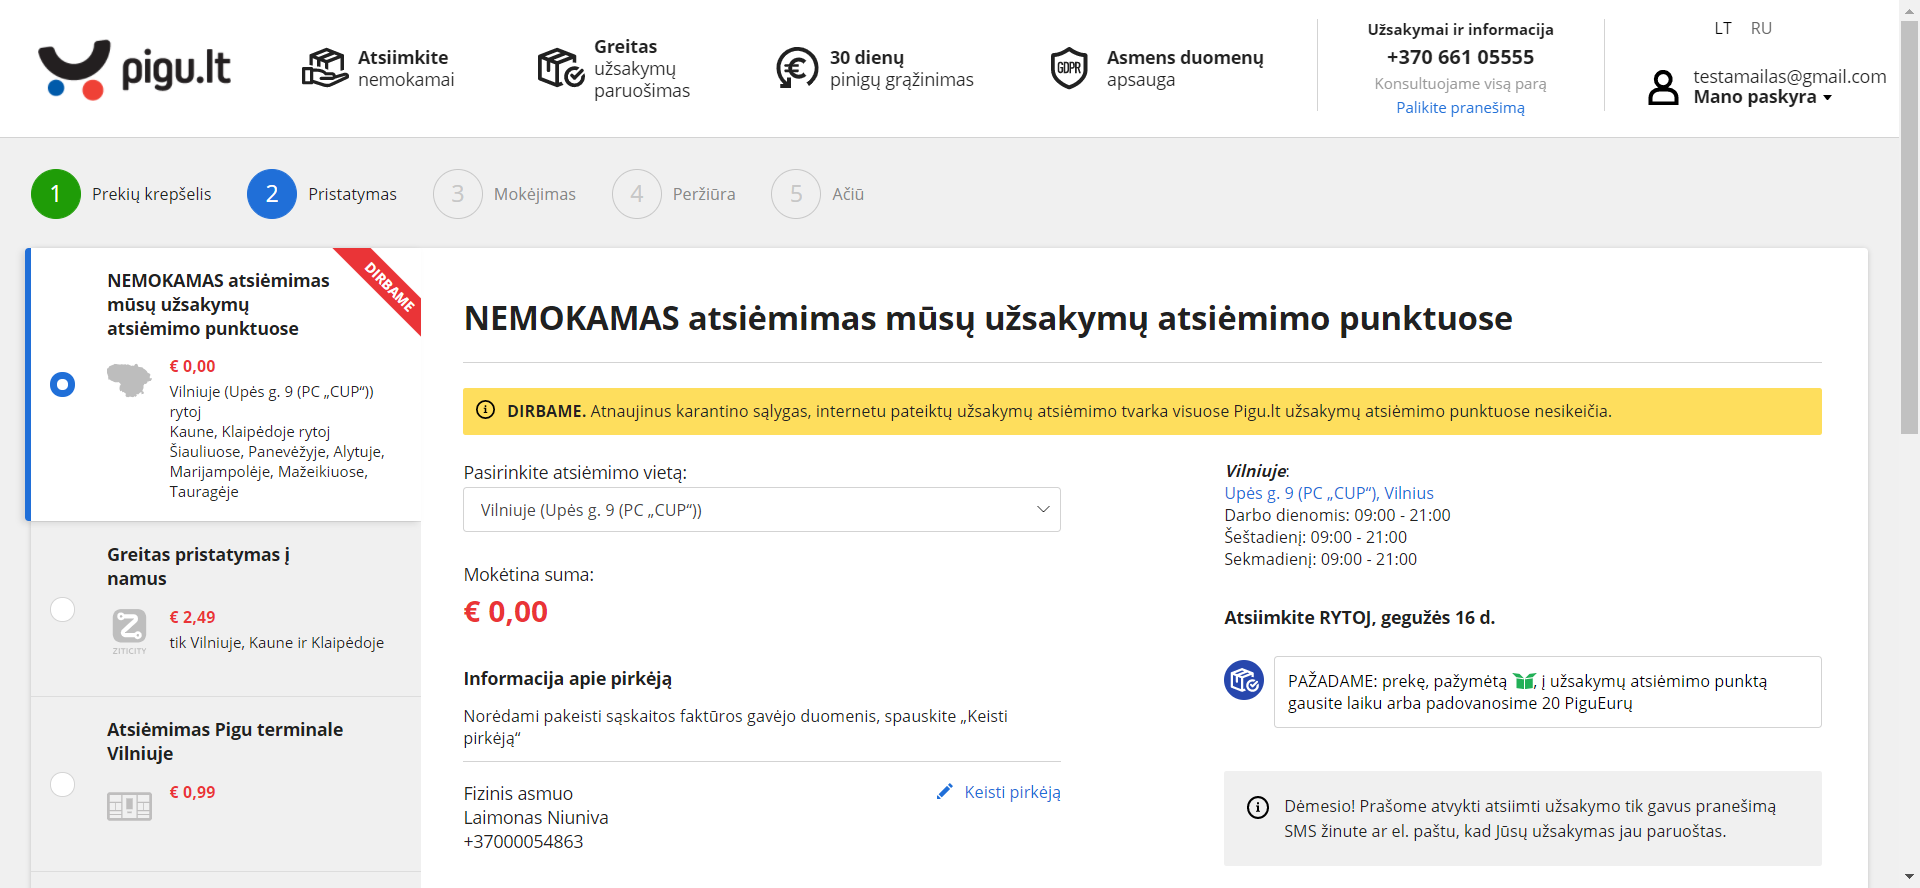 pigu.lt
Atsiimkite
nemokamai
Greitas
užsakymų
paruošimas
30 dienų
pinigų grąžinimas
GDPR
Asmens duomenų
apsauga
Užsakymai ir informacija
+370 661 05555
Konsultuojame visą parą
Palikite pranešimą
LT RU
testamailas@gmail.com
Mano paskyra
1 Prekių krepšelis
2 Pristatymas
3 Mokėjimas
4 Peržiūra
5 Ačiū
NEMOKAMAS atsiėmimas
mūsų užsakymų
atsiėmimo punktuose
DIRBAME
€ 0,00
Vilniuje (Upės g. 9 (PC „CUP“))
rytoj
Kaune, Klaipėdoje rytoj
Šiauliuose, Panevėžyje, Alytuje,
Marijampolėje, Mažeikiuose,
Tauragėje
Greitas pristatymas į
namus
ZITICITY
€ 2,49
tik Vilniuje, Kaune ir Klaipėdoje
Atsiėmimas Pigu terminale
Vilniuje
€ 0,99
NEMOKAMAS atsiėmimas mūsų užsakymų atsiėmimo punktuose
DIRBAME. Atnaujinus karantino sąlygas, internetu pateiktų užsakymų atsiėmimo tvarka visuose Pigu.lt užsakymų atsiėmimo punktuose nesikeičia.
Pasirinkite atsiėmimo vietą:
Vilniuje (Upės g. 9 (PC „CUP“))
Mokėtina suma:
€ 0,00
Informacija apie pirkėją
Norėdami pakeisti sąskaitos faktūros gavėjo duomenis, spauskite „Keisti
pirkėją“
Fizinis asmuo
Laimonas Niuniva
+37000054863
Keisti pirkėją
Vilniuje:
Upės g. 9 (PC „CUP“), Vilnius
Darbo dienomis: 09:00 - 21:00
Šeštadienį: 09:00 - 21:00
Sekmadienį: 09:00 - 21:00
Atsiimkite RYTOJ, gegužės 16 d.
PAŽADAME: prekę, pažymėtą , į užsakymų atsiėmimo punktą
gausite laiku arba padovanosime 20 PiguEurų
Dėmesio! Prašome atvykti atsiimti užsakymo tik gavus pranešimą
SMS žinute ar el. paštu, kad Jūsų užsakymas jau paruoštas.